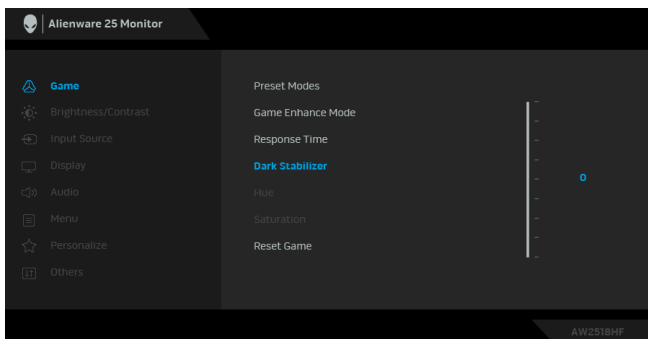 Alienware 25 Monitor
Game
Brightness/Contrast
Input Source
Display
Audio
Menu
Personalize
Others
Preset Modes
Game Enhance Mode
Response Time
Dark Stabilizer
Hue
Saturation
Reset Game
0
AW2518HF